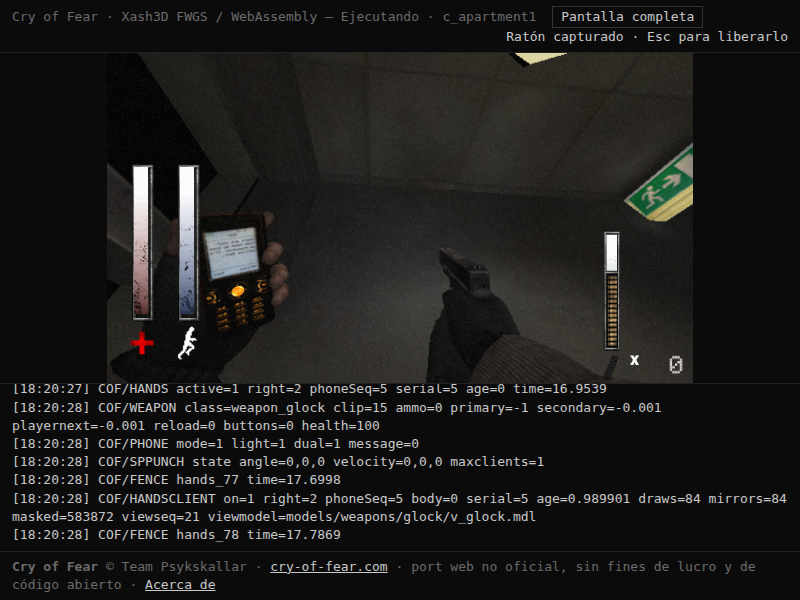 Cry of Fear · Xash3D FWGS / WebAssembly — Ejecutando · c_apartment1
Pantalla completa
Ratón capturado · Esc para liberarlo
x
0
[18:20:27] COF/HANDS active=1 right=2 phoneSeq=5 serial=5 age=0 time=16.9539
[18:20:28] COF/WEAPON class=weapon_glock clip=15 ammo=0 primary=-1 secondary=-0.001
playernext=-0.001 reload=0 buttons=0 health=100
[18:20:28] COF/PHONE mode=1 light=1 dual=1 message=0
[18:20:28] COF/SPPUNCH state angle=0,0,0 velocity=0,0,0 maxclients=1
[18:20:28] COF/FENCE hands_77 time=17.6998
[18:20:28] COF/HANDSCLIENT on=1 right=2 phoneSeq=5 body=0 serial=5 age=0.989901 draws=84 mirrors=84
masked=583872 viewseq=21 viewmodel=models/weapons/glock/v_glock.mdl
[18:20:28] COF/FENCE hands_78 time=17.7869
Cry of Fear © Team Psykskallar · cry-of-fear.com · port web no oficial, sin fines de lucro y de
código abierto · Acerca de